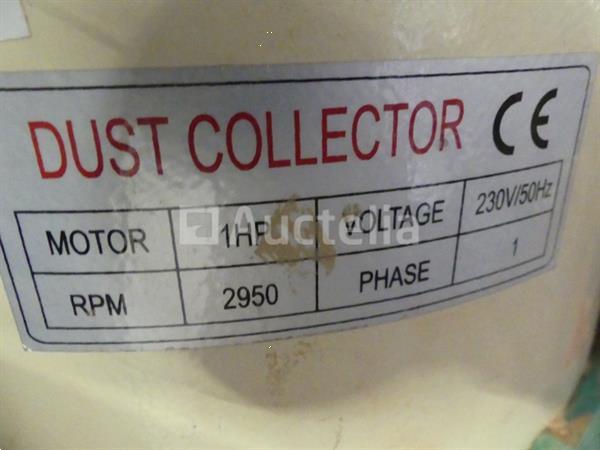 DUST COLLECTOR CE
MOTOR 1HP VOLTAGE 230V/50Hz
RPM 2950 PHASE 1
Auctelia